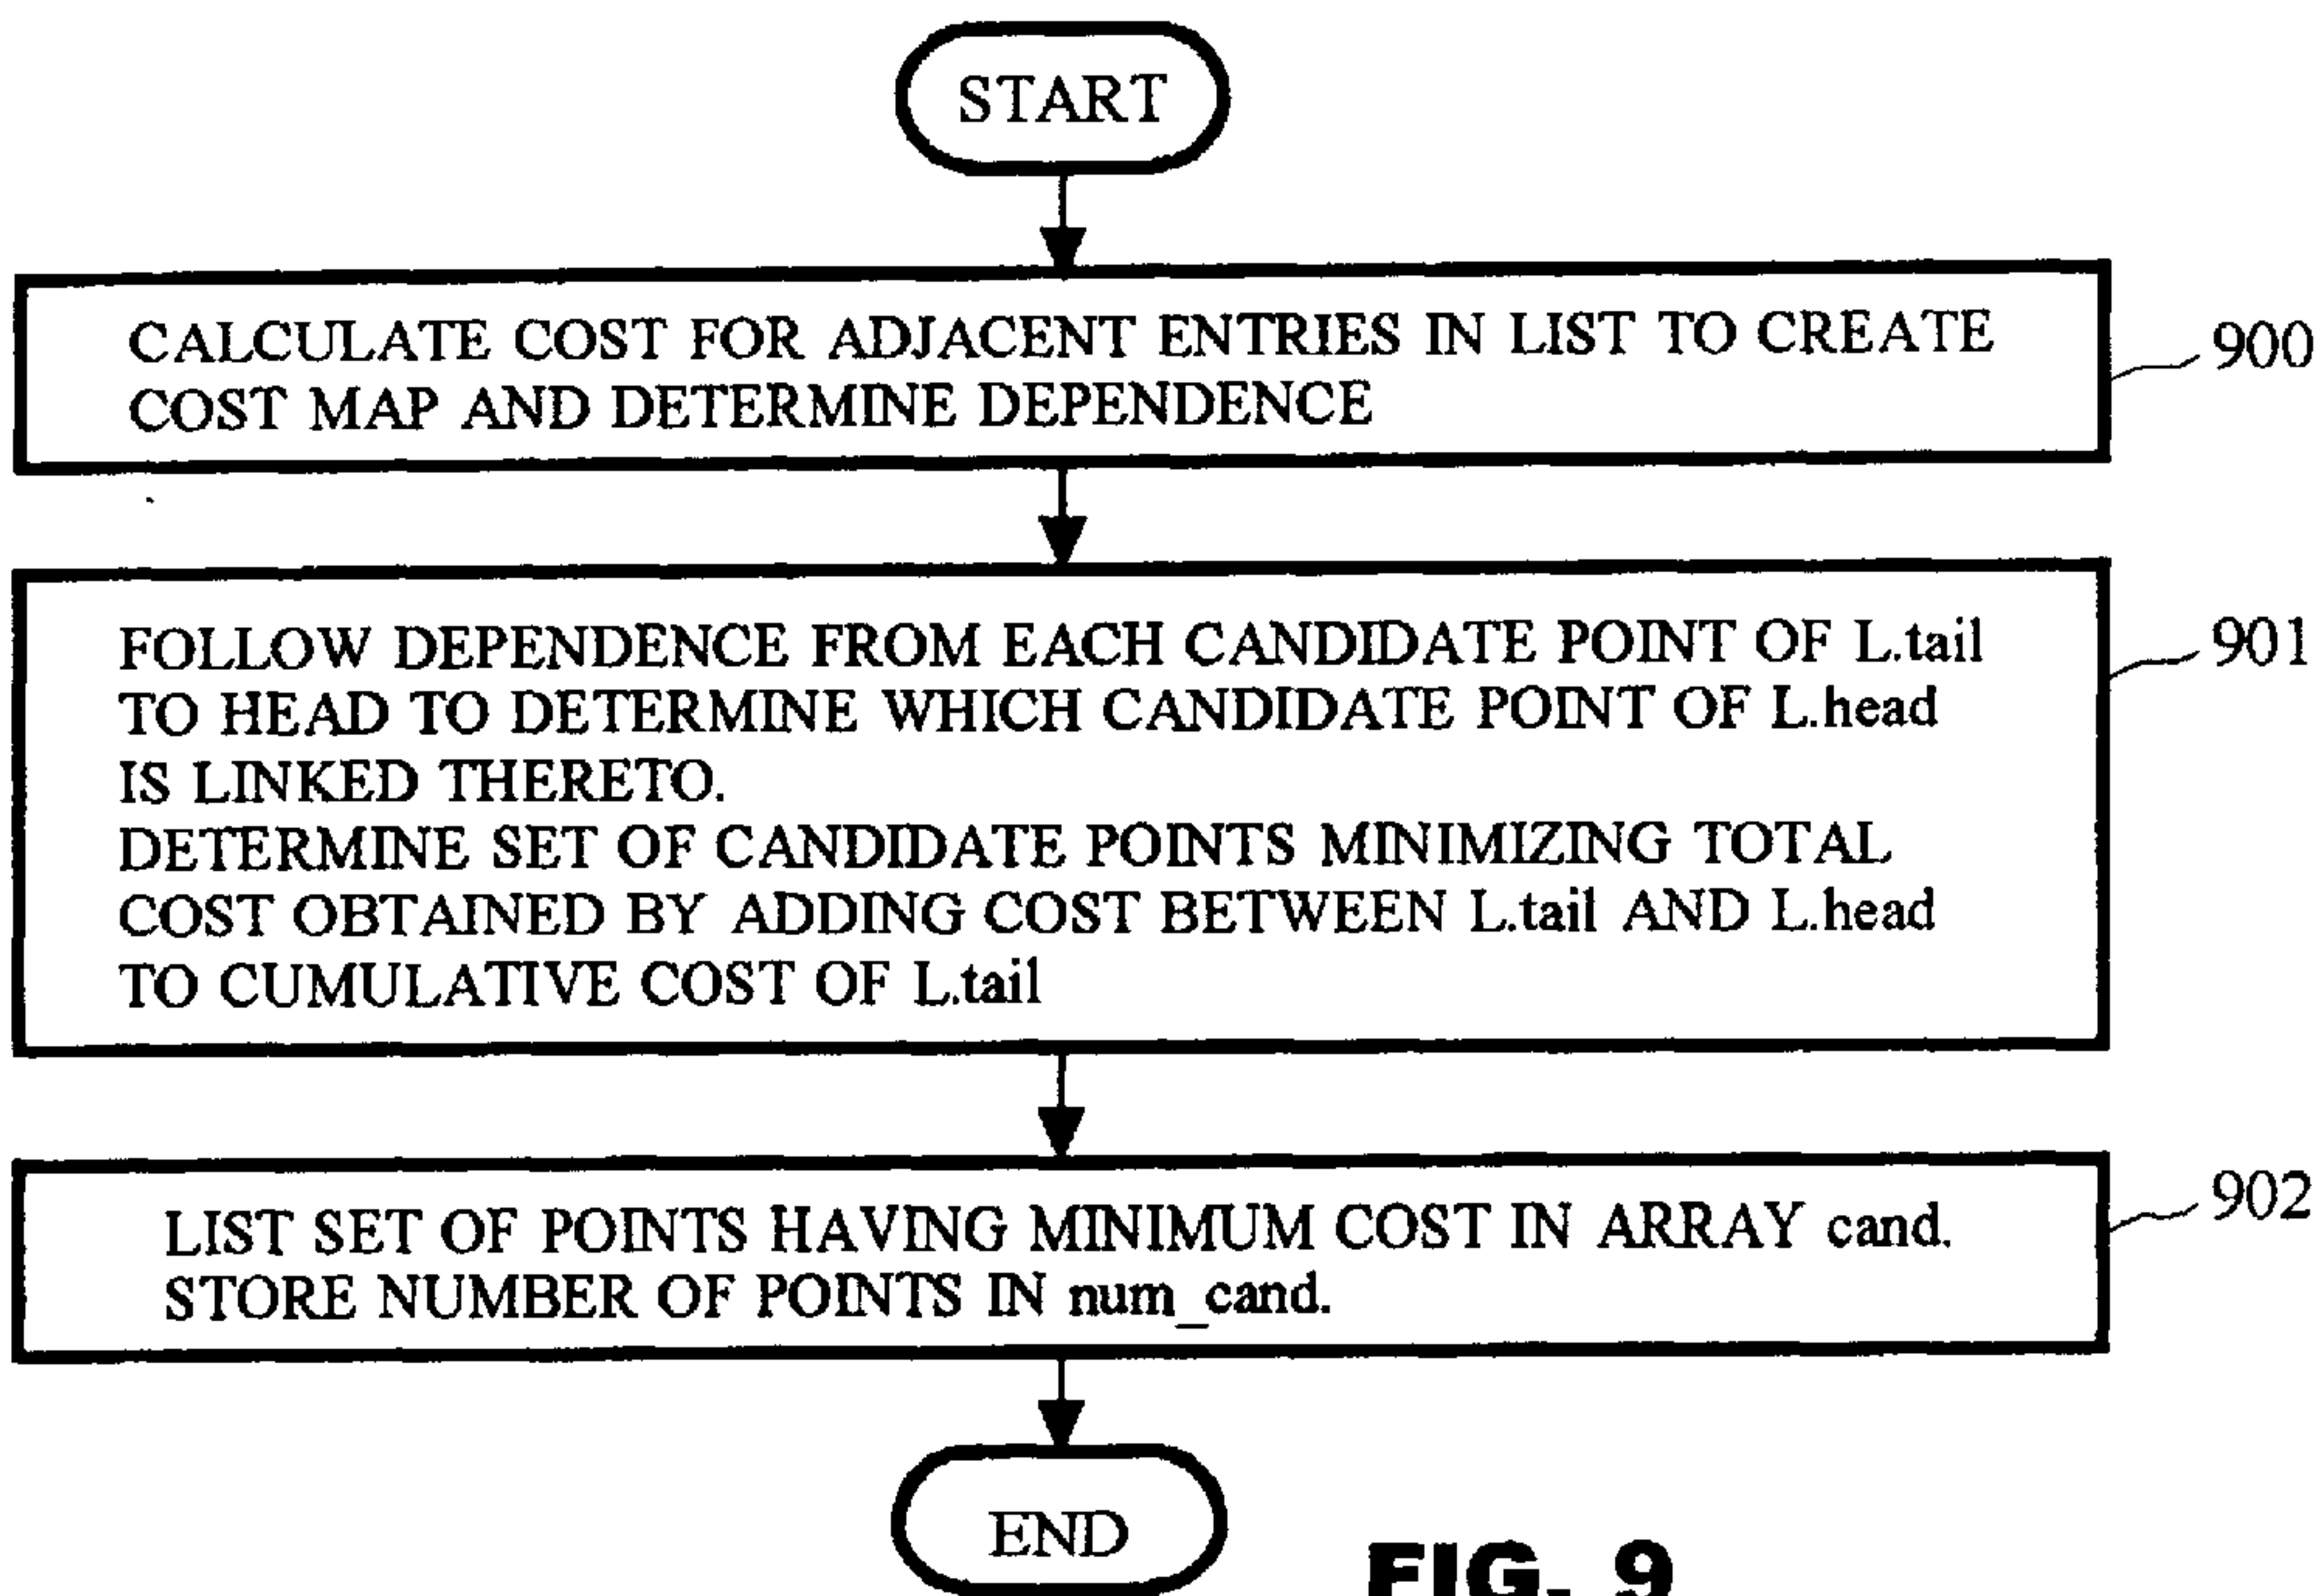 START
CALCULATE COST FOR ADJACENT ENTRIES IN LIST TO CREATE
COST MAP AND DETERMINE DEPENDENCE
900
FOLLOW DEPENDENCE FROM EACH CANDIDATE POINT OF L.tail
TO HEAD TO DETERMINE WHICH CANDIDATE POINT OF L.head
IS LINKED THERETO.
DETERMINE SET OF CANDIDATE POINTS MINIMIZING TOTAL
COST OBTAINED BY ADDING COST BETWEEN L.tail AND L.head
TO CUMULATIVE COST OF L.tail
901
LIST SET OF POINTS HAVING MINIMUM COST IN ARRAY cand.
STORE NUMBER OF POINTS IN num_cand.
902
END
FIG. 9